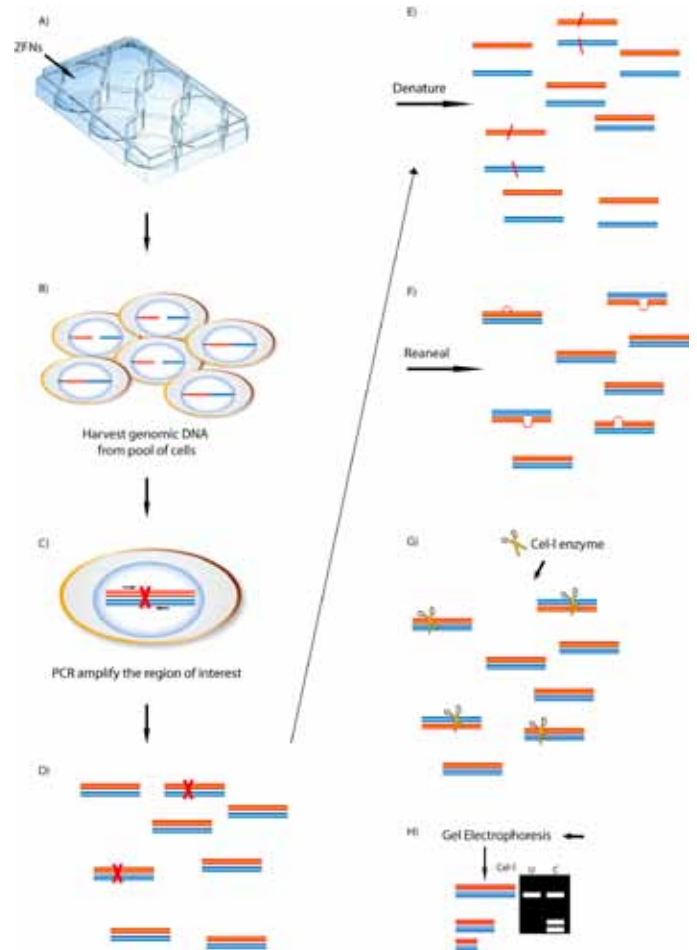 A)
ZFNs
B)
Harvest genomic DNA
from pool of cells
C)
PCR amplify the region of interest
D)
E)
Denature
F)
Reaneal
G)
Cel-I enzyme
H)
Gel Electrophoresis
Cel-I U C